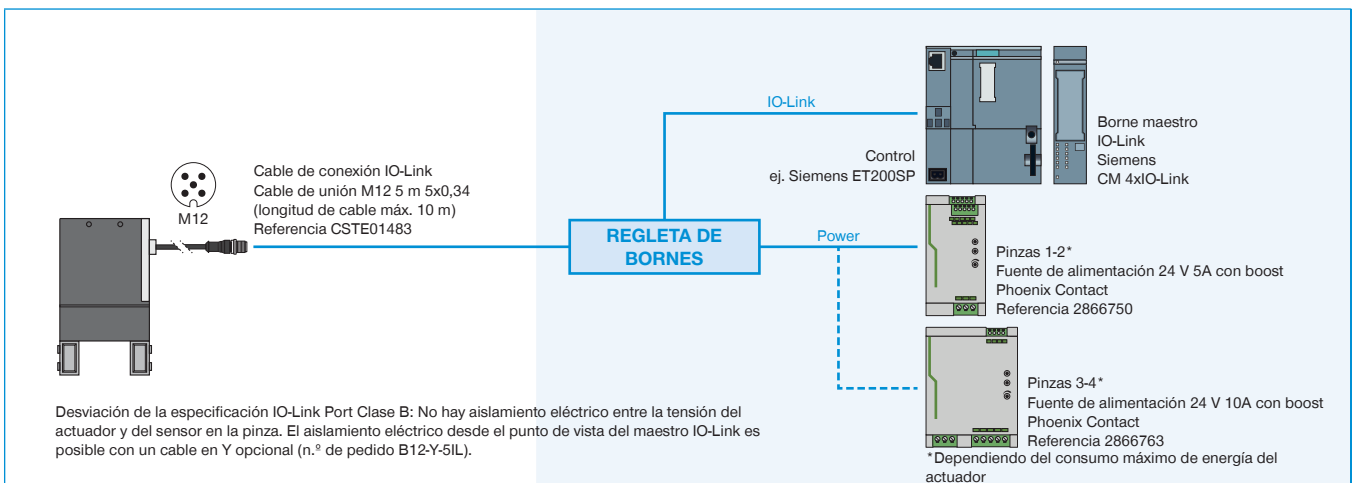 IO-Link
Borne maestro
IO-Link
Siemens
CM 4xIO-Link
Control
ej. Siemens ET200SP
Cable de conexión IO-Link
Cable de unión M12 5 m 5x0,34
(longitud de cable máx. 10 m)
Referencia CSTE01483
M12
REGLETA DE
BORNES
Power
Pinzas 1-2*
Fuente de alimentación 24 V 5A con boost
Phoenix Contact
Referencia 2866750
Pinzas 3-4*
Fuente de alimentación 24 V 10A con boost
Phoenix Contact
Referencia 2866763
*Dependiendo del consumo máximo de energía del
actuador
Desviación de la especificación IO-Link Port Clase B: No hay aislamiento eléctrico entre la tensión del
actuador y del sensor en la pinza. El aislamiento eléctrico desde el punto de vista del maestro IO-Link es
posible con un cable en Y opcional (n.º de pedido B12-Y-5IL).